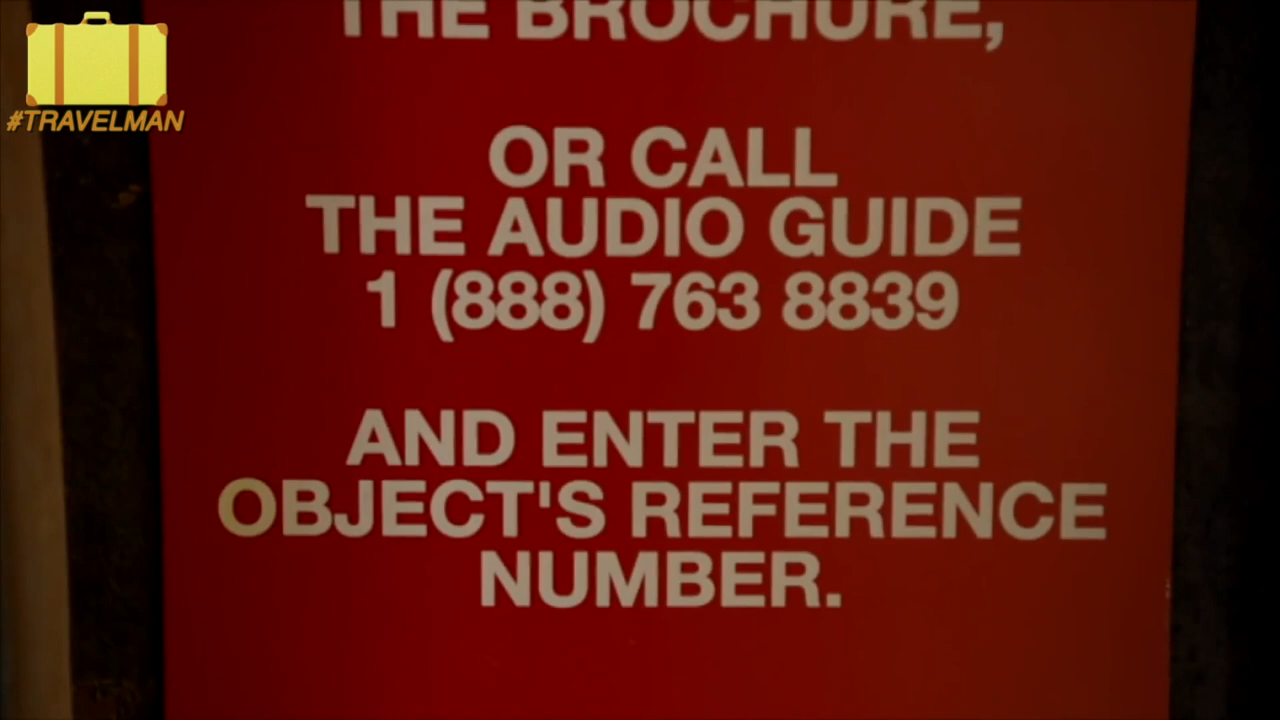 #TRAVELMAN
THE BROCHURE,
OR CALL
THE AUDIO GUIDE
1 (888) 763 8839
AND ENTER THE
OBJECT'S REFERENCE
NUMBER.